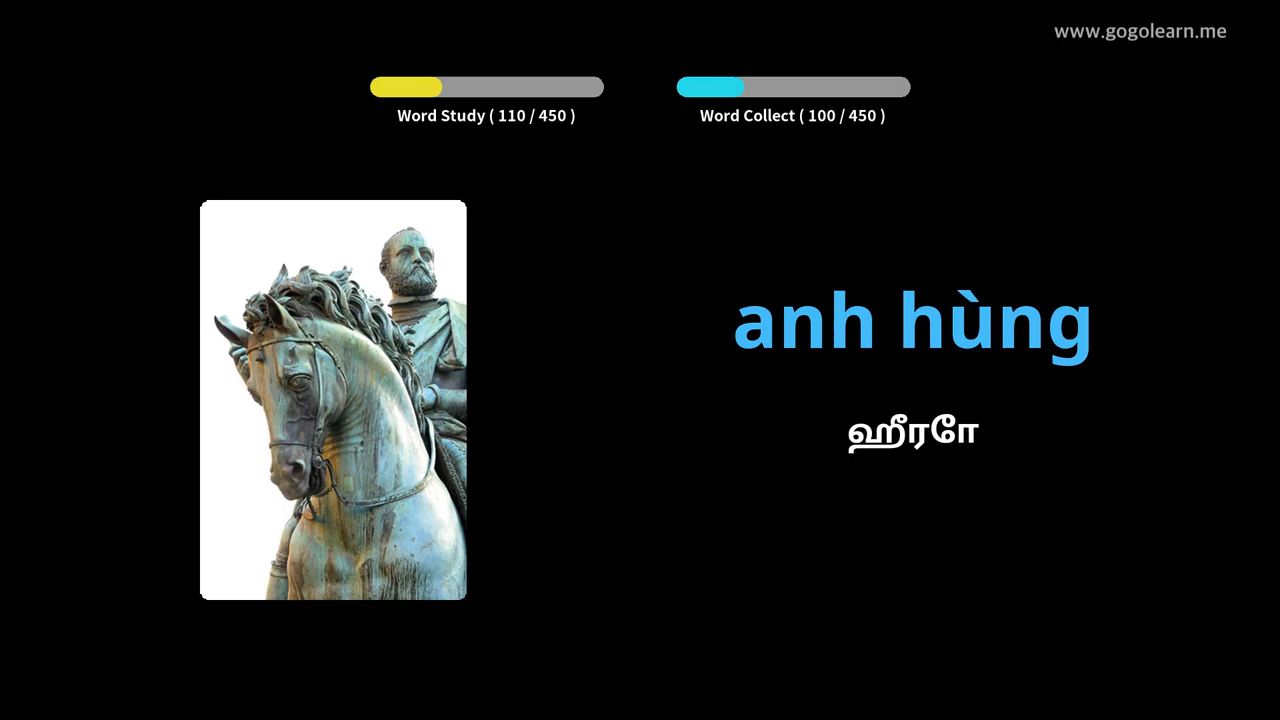 www.gogolearn.me
Word Study ( 110 / 450 )
Word Collect ( 100 / 450 )
anh hùng
ஹீரோ